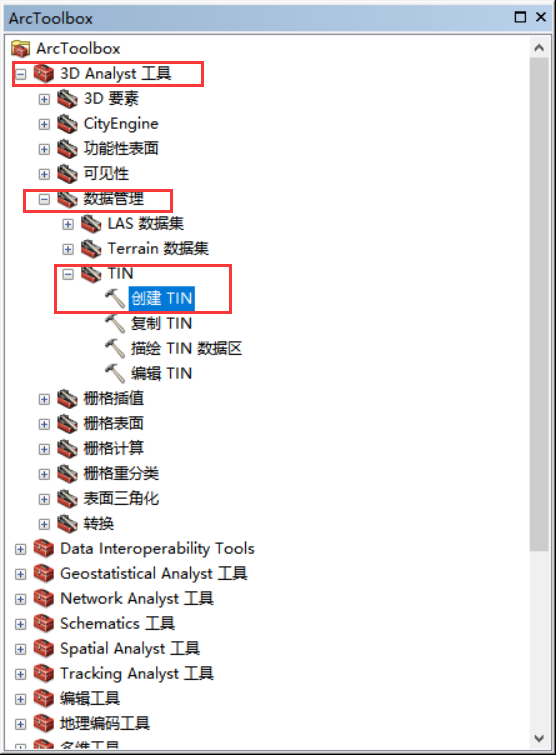 ArcToolbox
ArcToolbox
3D Analyst 工具
3D 要素
CityEngine
功能性表面
可见性
数据管理
LAS 数据集
Terrain 数据集
TIN
创建 TIN
复制 TIN
描绘 TIN 数据区
编辑 TIN
栅格插值
栅格表面
栅格计算
栅格重分类
表面三角化
转换
Data Interoperability Tools
Geostatistical Analyst 工具
Network Analyst 工具
Schematics 工具
Spatial Analyst 工具
Tracking Analyst 工具
编辑工具
地理编码工具
多维工具